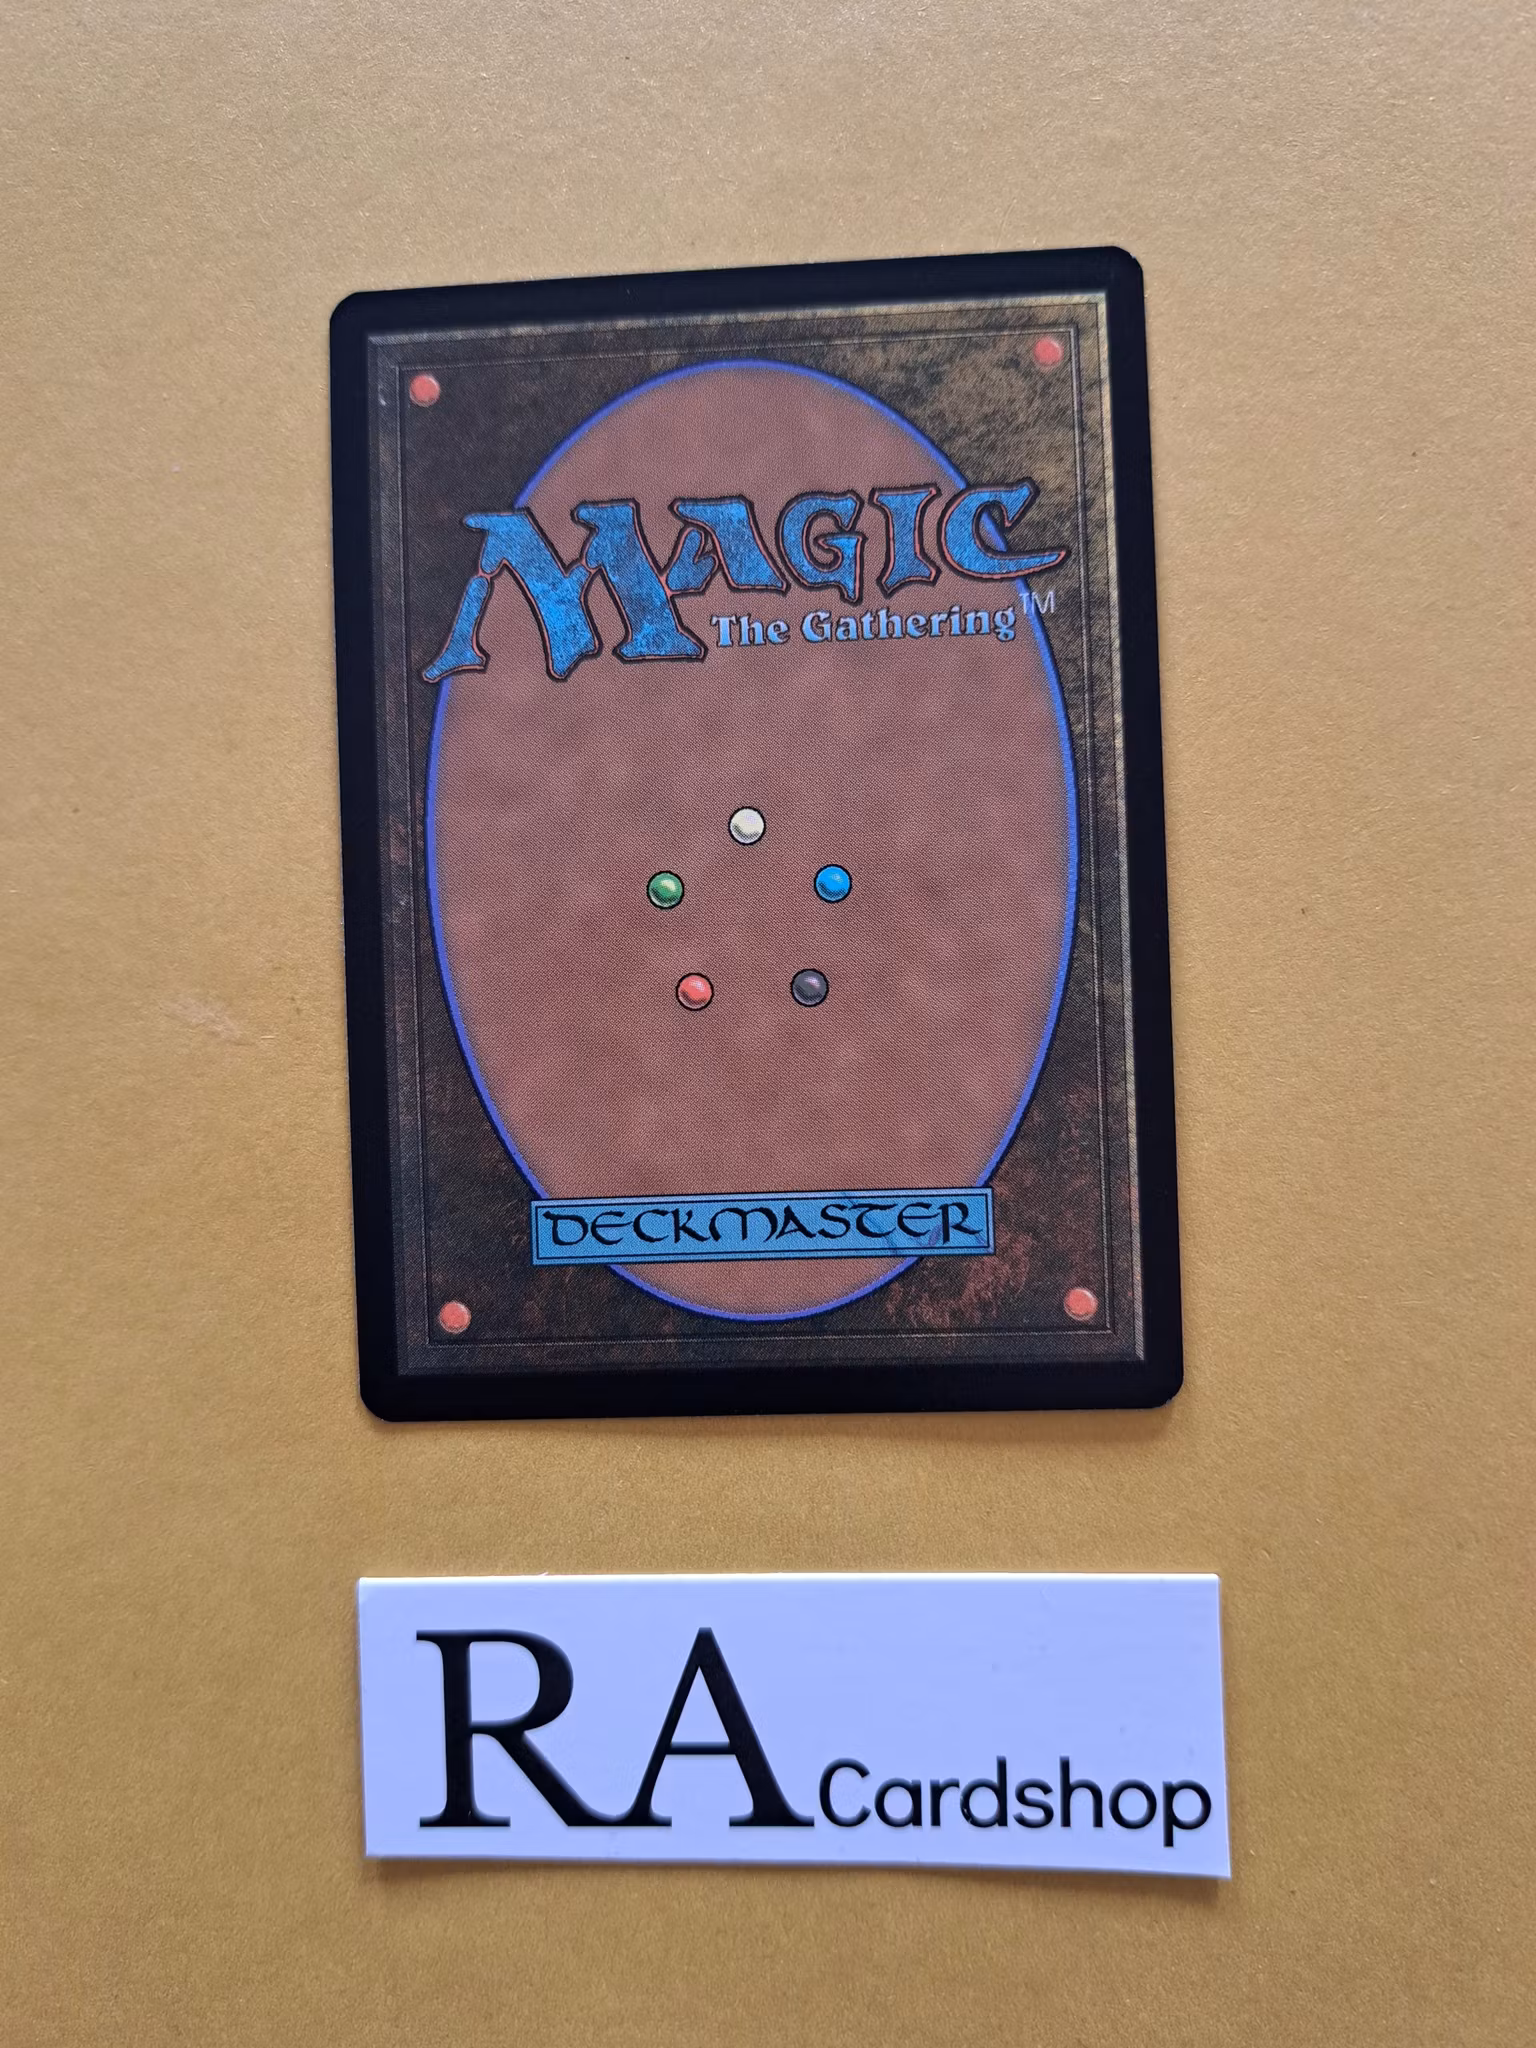 MAGIC
The Gathering™
DECKMASTER
RA Cardshop